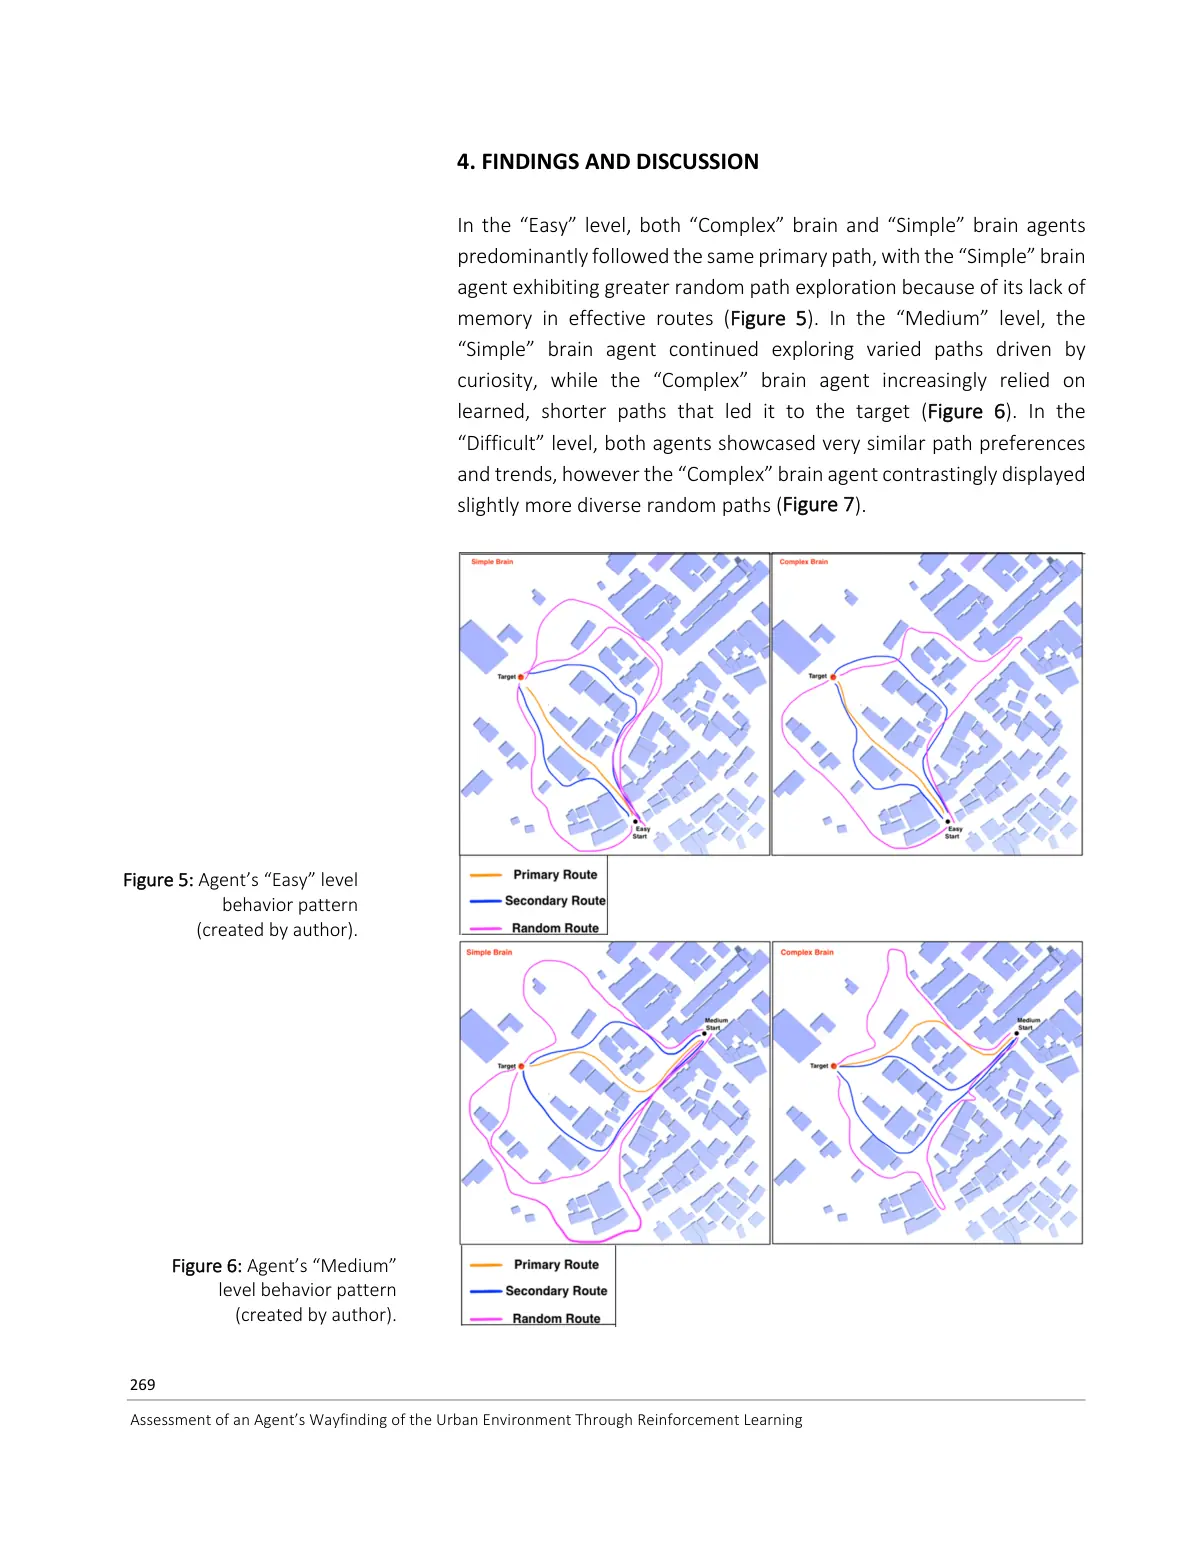 4. FINDINGS AND DISCUSSION
In the “Easy” level, both “Complex” brain and “Simple” brain agents
predominantly followed the same primary path, with the “Simple” brain
agent exhibiting greater random path exploration because of its lack of
memory in effective routes (Figure 5). In the “Medium” level, the
“Simple” brain agent continued exploring varied paths driven by
curiosity, while the “Complex” brain agent increasingly relied on
learned, shorter paths that led it to the target (Figure 6). In the
“Difficult” level, both agents showcased very similar path preferences
and trends, however the “Complex” brain agent contrastingly displayed
slightly more diverse random paths (Figure 7).
Simple Brain
Target
Easy
Start
Complex Brain
Target
Easy
Start
Primary Route
Secondary Route
Random Route
Figure 5: Agent’s “Easy” level
behavior pattern
(created by author).
Simple Brain
Medium
Start
Target
Complex Brain
Medium
Start
Target
Primary Route
Secondary Route
Random Route
Figure 6: Agent’s “Medium”
level behavior pattern
(created by author).
269
Assessment of an Agent’s Wayfinding of the Urban Environment Through Reinforcement Learning